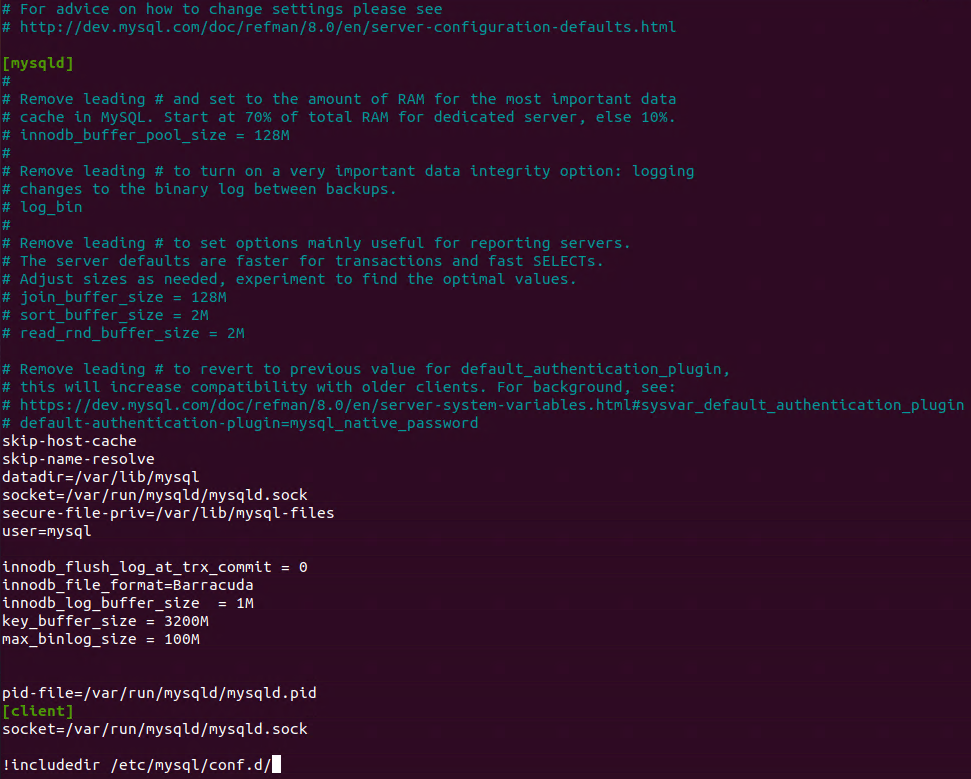 # For advice on how to change settings please see
# http://dev.mysql.com/doc/refman/8.0/en/server-configuration-defaults.html
[mysqld]
#
# Remove leading # and set to the amount of RAM for the most important data
# cache in MySQL. Start at 70% of total RAM for dedicated server, else 10%.
# innodb_buffer_pool_size = 128M
#
# Remove leading # to turn on a very important data integrity option: logging
# changes to the binary log between backups.
# log_bin
#
# Remove leading # to set options mainly useful for reporting servers.
# The server defaults are faster for transactions and fast SELECTs.
# Adjust sizes as needed, experiment to find the optimal values.
# join_buffer_size = 128M
# sort_buffer_size = 2M
# read_rnd_buffer_size = 2M
# Remove leading # to revert to previous value for default_authentication_plugin,
# this will increase compatibility with older clients. For background, see:
# https://dev.mysql.com/doc/refman/8.0/en/server-system-variables.html#sysvar_default_authentication_plugin
# default-authentication-plugin=mysql_native_password
skip-host-cache
skip-name-resolve
datadir=/var/lib/mysql
socket=/var/run/mysqld/mysqld.sock
secure-file-priv=/var/lib/mysql-files
user=mysql
innodb_flush_log_at_trx_commit = 0
innodb_file_format=Barracuda
innodb_log_buffer_size  = 1M
key_buffer_size = 3200M
max_binlog_size = 100M
pid-file=/var/run/mysqld/mysqld.pid
[client]
socket=/var/run/mysqld/mysqld.sock
!includedir /etc/mysql/conf.d/